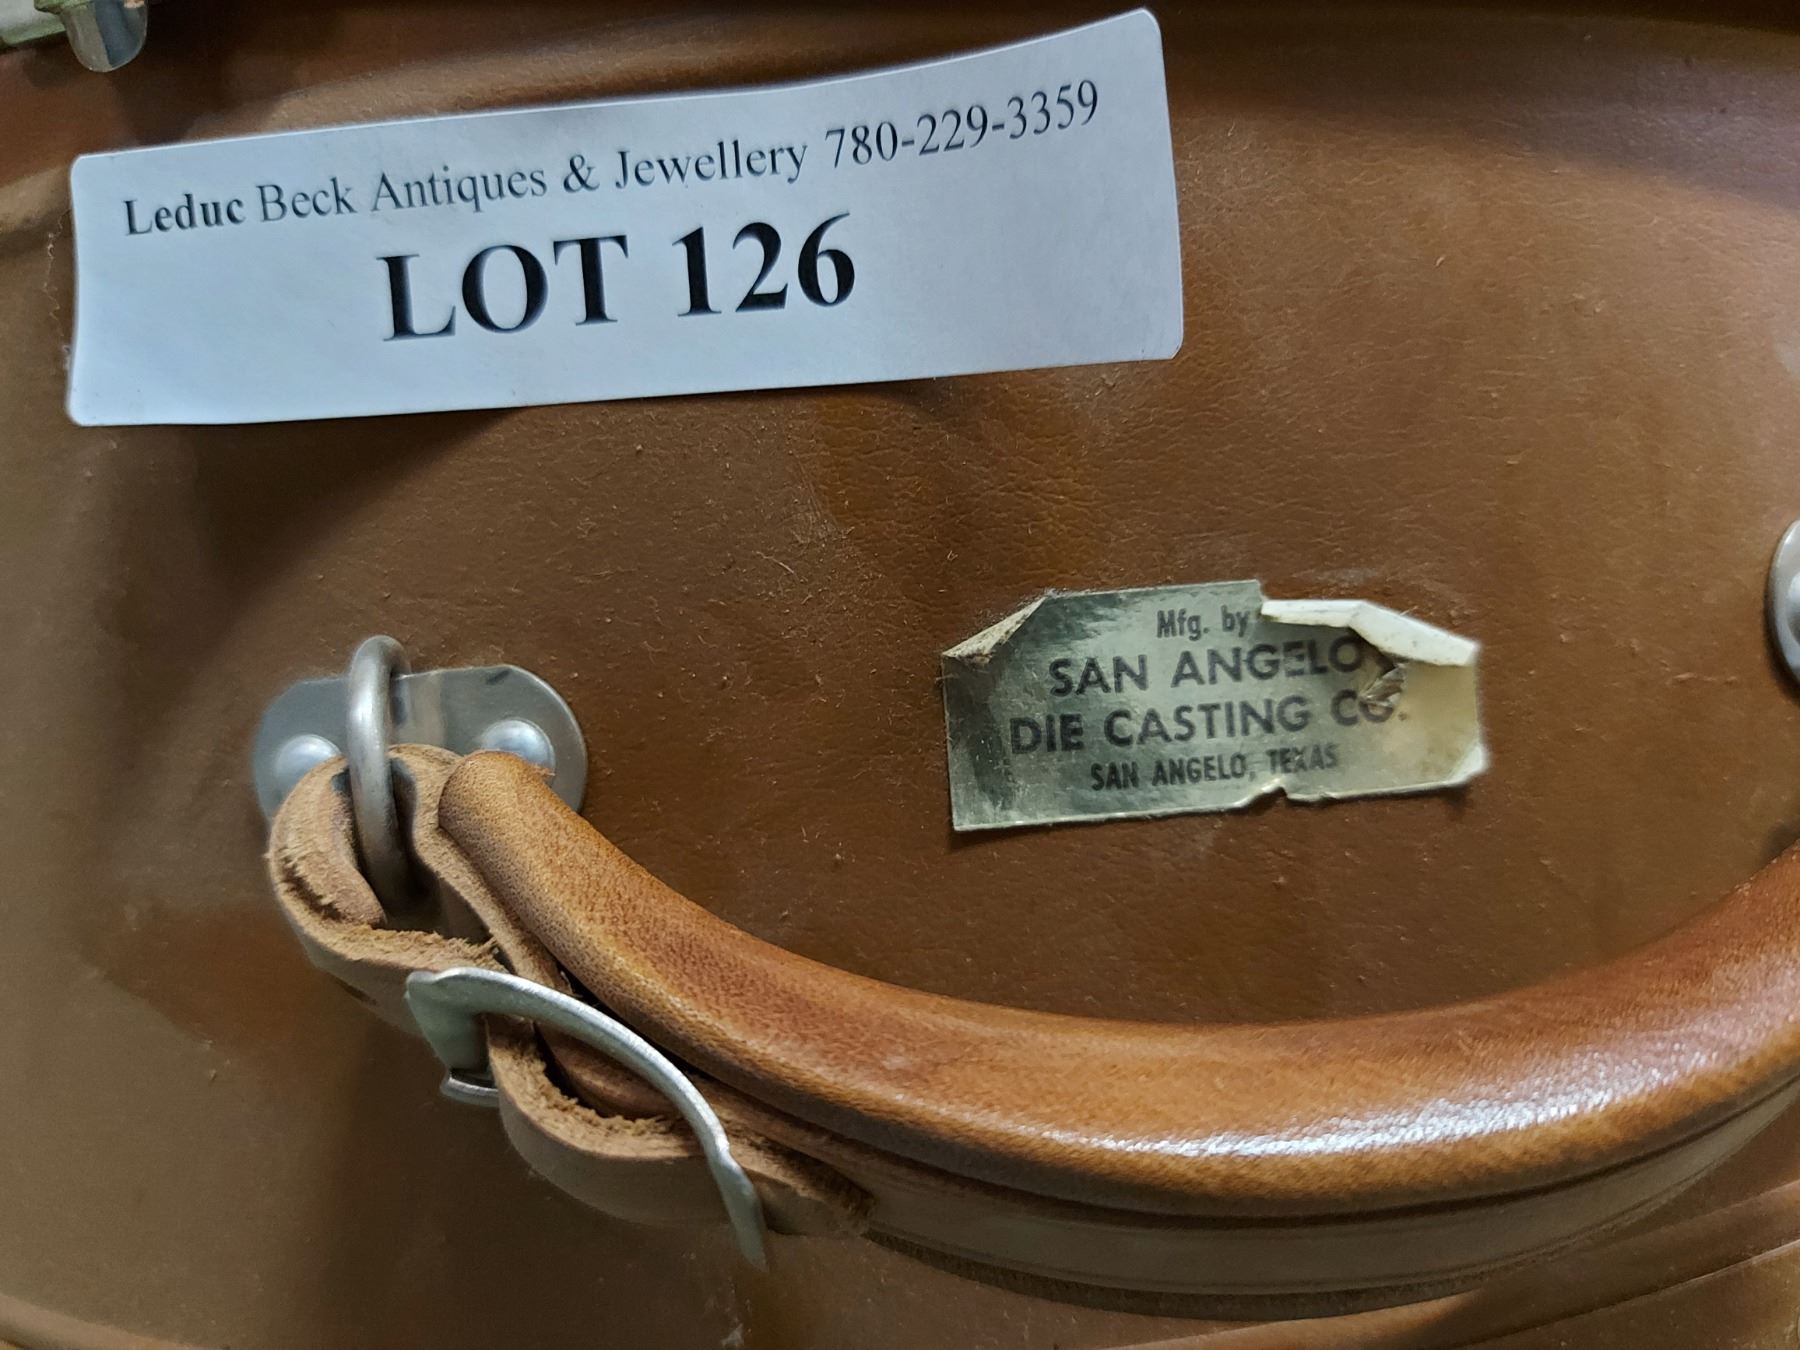 Leduc Beck Antiques & Jewellery 780-229-3359
LOT 126
Mfg. by
SAN ANGELO
DIE CASTING CO.
SAN ANGELO, TEXAS